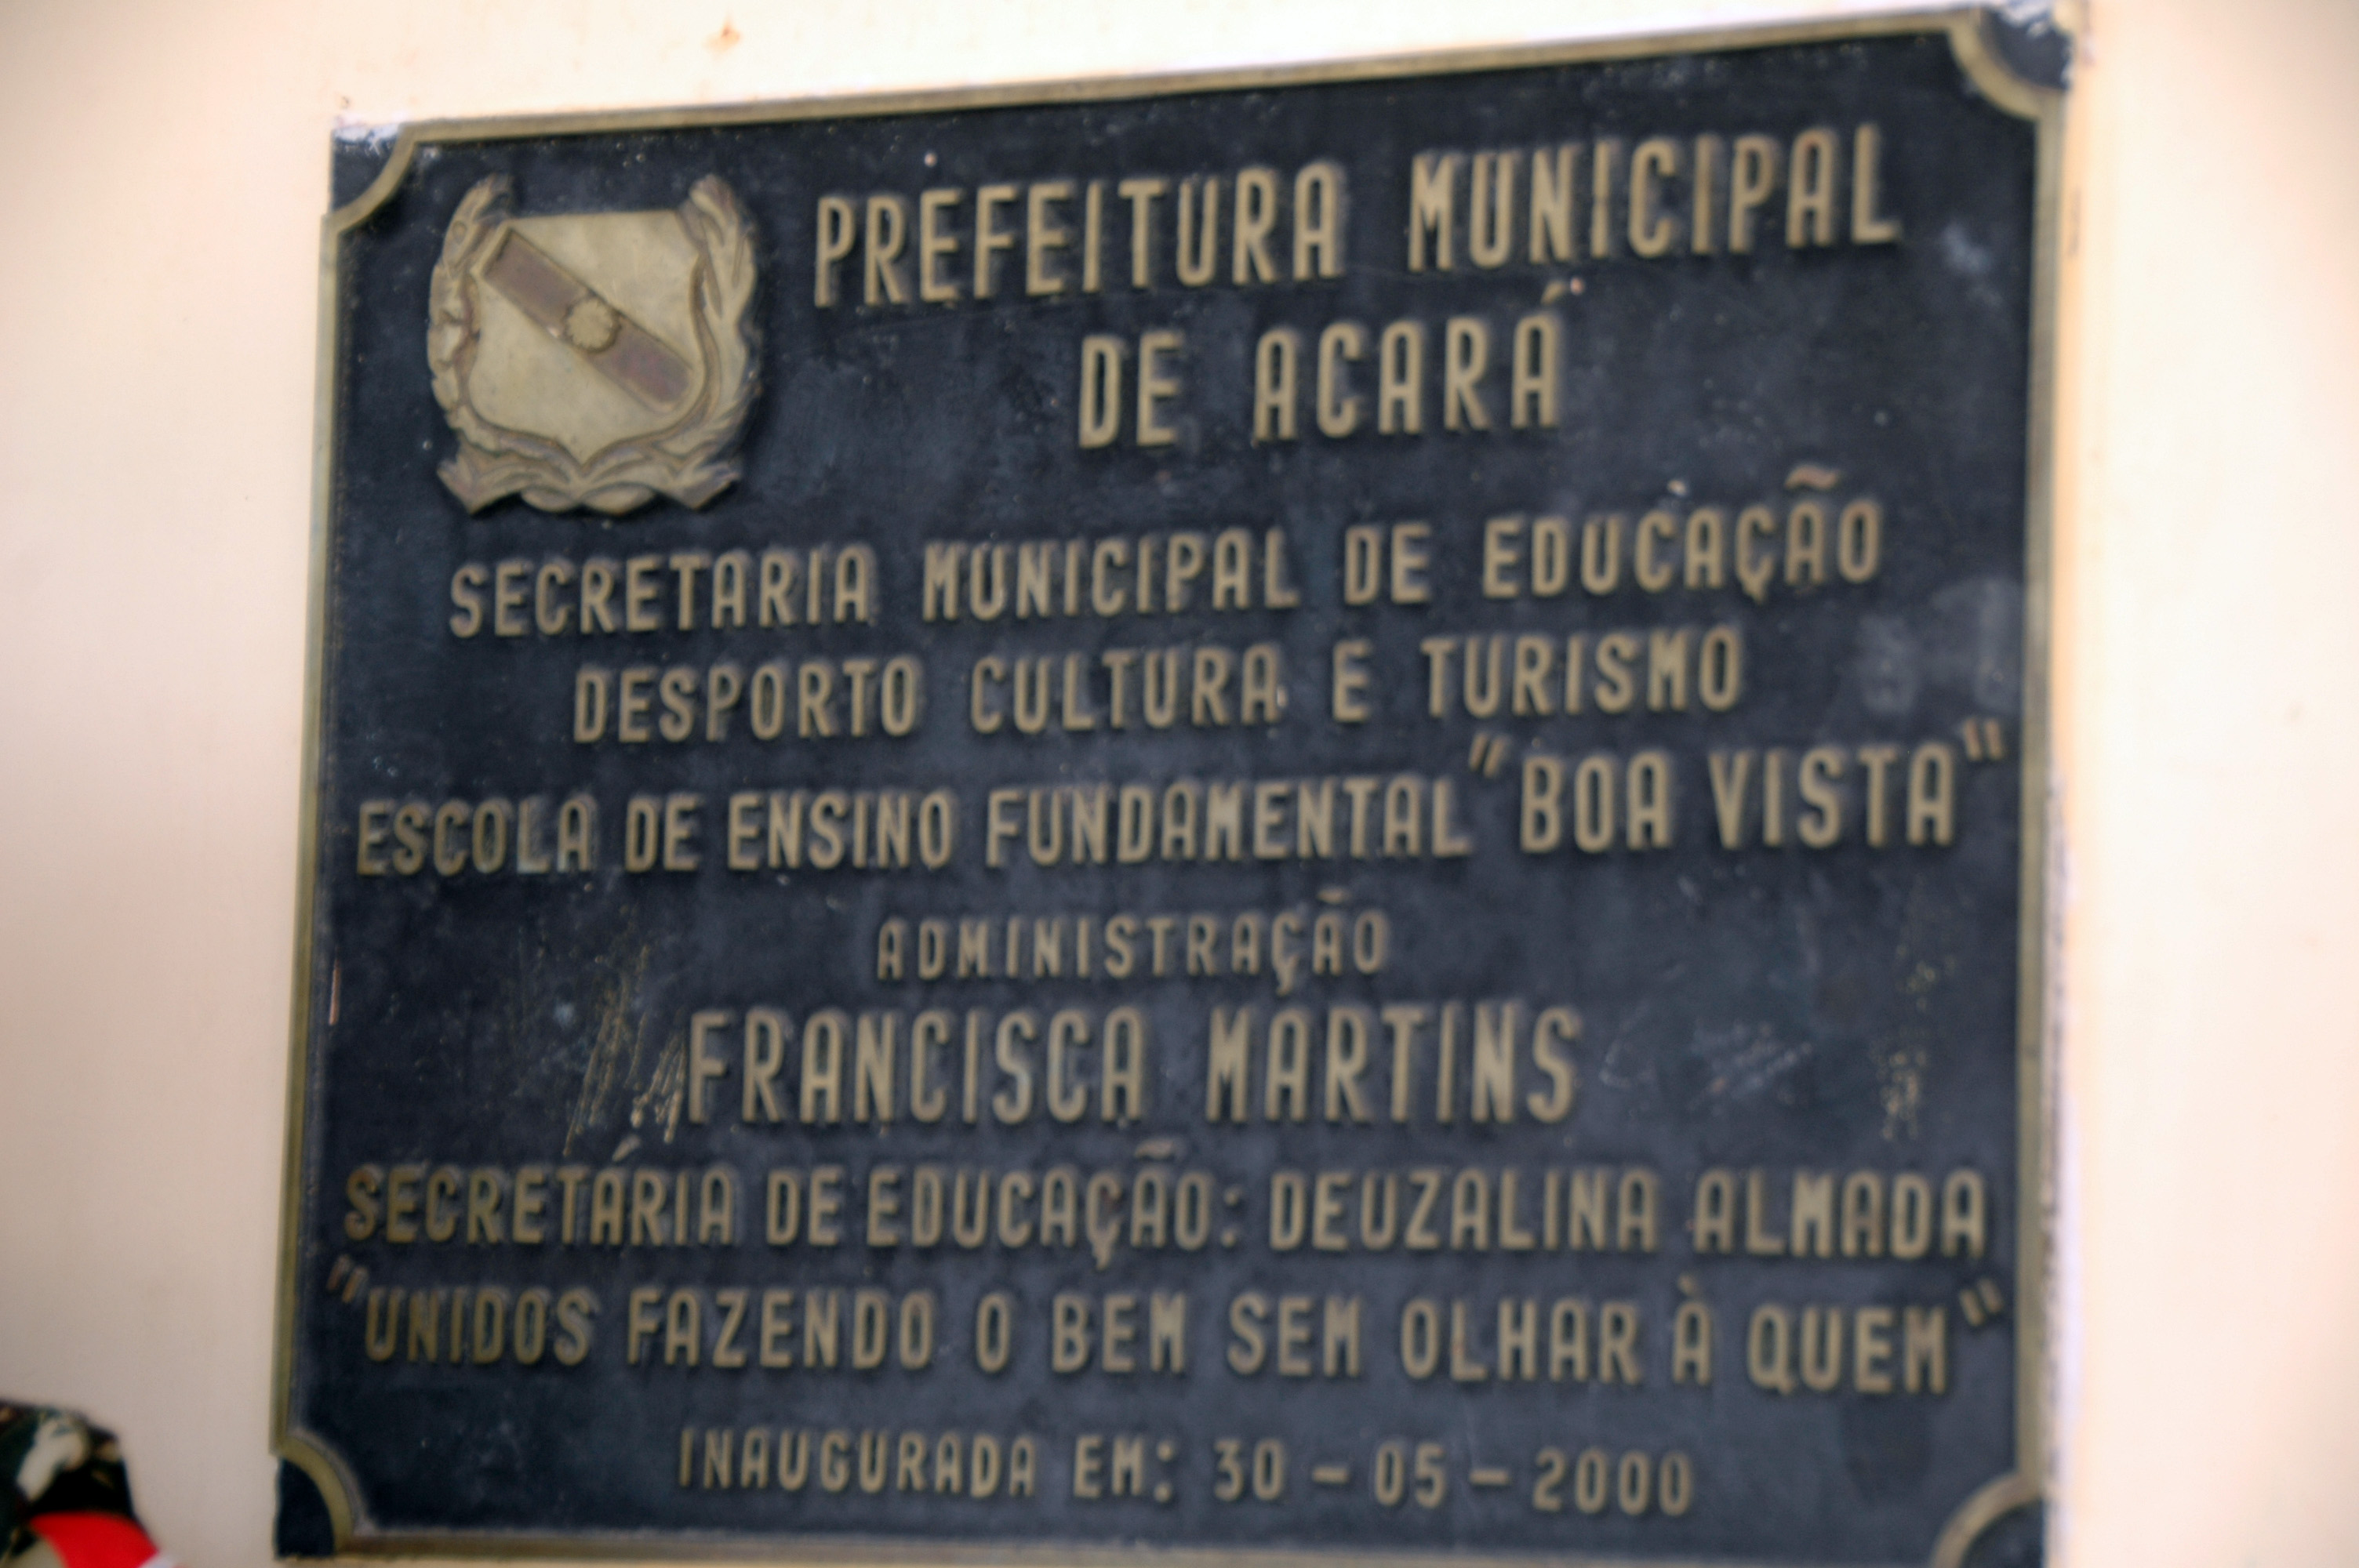 PREFEITURA MUNICIPAL
DE ACARÁ
SECRETARIA MUNICIPAL DE EDUCAÇÃO
DESPORTO CULTURA E TURISMO
ESCOLA DE ENSINO FUNDAMENTAL "BOA VISTA"
ADMINISTRAÇÃO
FRANCISCA MARTINS
SECRETÁRIA DE EDUCAÇÃO: DEUZALINA ALMADA
"UNIDOS FAZENDO O BEM SEM OLHAR À QUEM"
INAUGURADA EM: 30 - 05 - 2000